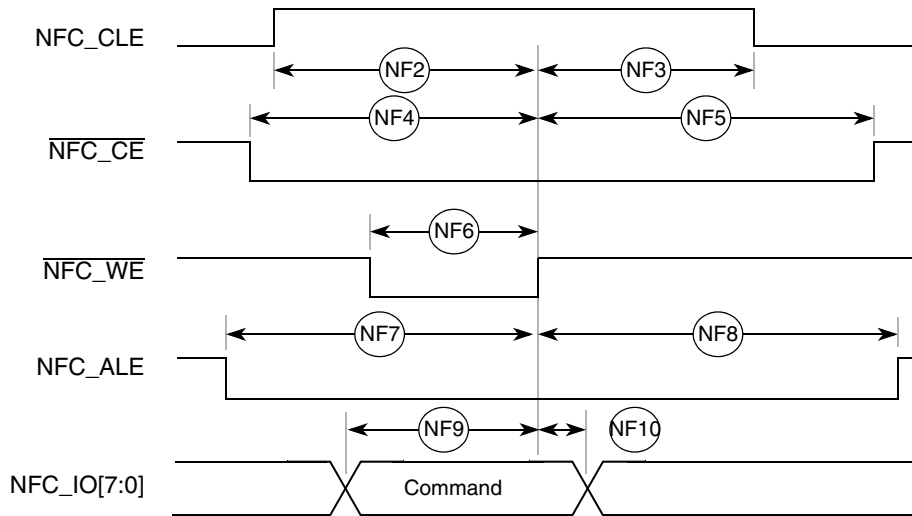 NFC_CLE
NF2
NF3
NF4
NF5
NFC_CE
NF6
NFC_WE
NF7
NF8
NFC_ALE
NF9
NF10
NFC_IO[7:0]
Command